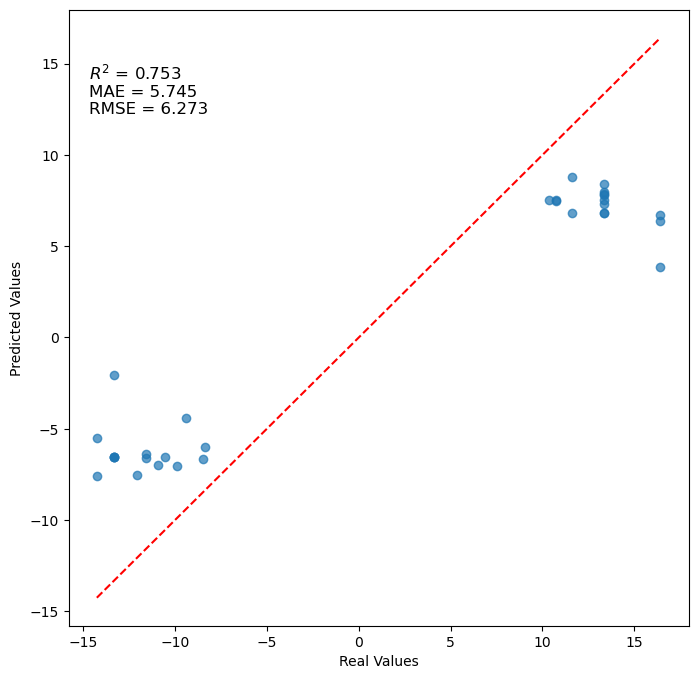 R² = 0.753
MAE = 5.745
RMSE = 6.273
15
10
5
0
−5
−10
−15
Predicted Values
−15 −10 −5 0 5 10 15
Real Values